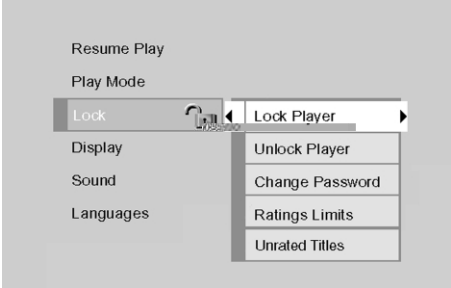 Resume Play
Play Mode
Lock
Lock Player
Display
Unlock Player
Sound
Change Password
Languages
Ratings Limits
Unrated Titles